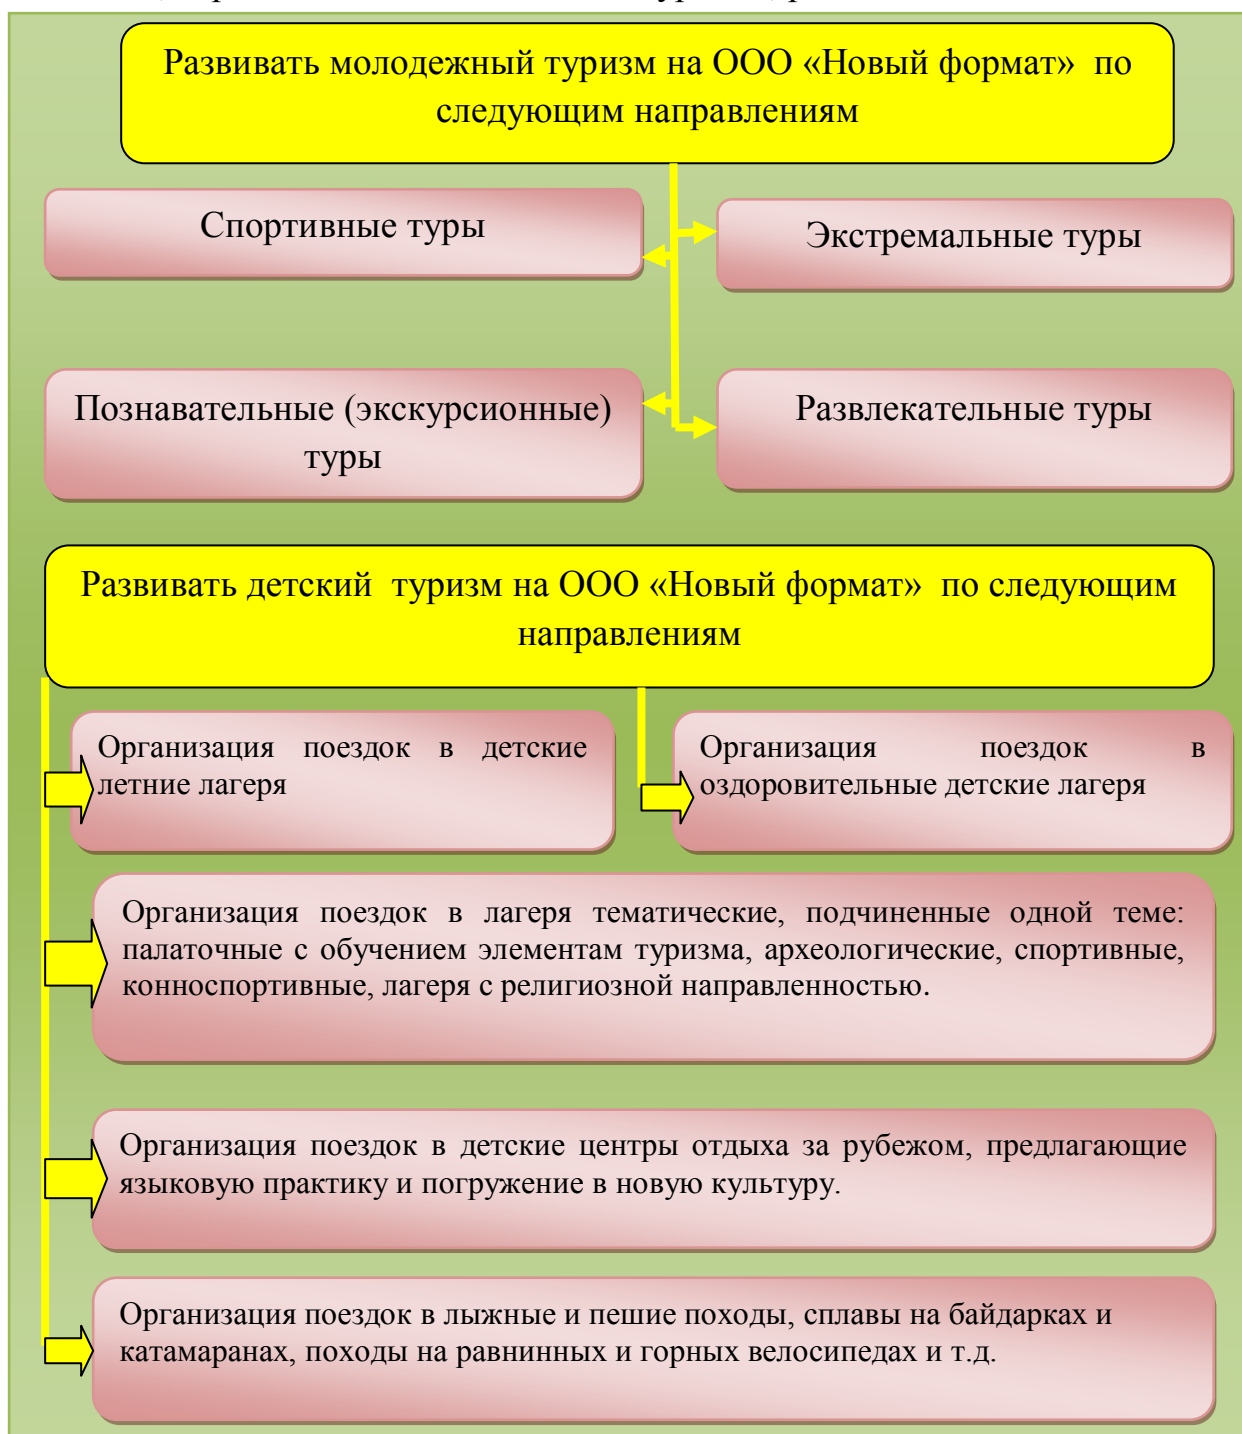 Развивать молодежный туризм на ООО «Новый формат» по
следующим направлениям
Спортивные туры
Экстремальные туры
Познавательные (экскурсионные)
туры
Развлекательные туры
Развивать детский туризм на ООО «Новый формат» по следующим
направлениям
Организация поездок в детские
летние лагеря
Организация поездок в
оздоровительные детские лагеря
Организация поездок в лагеря тематические, подчиненные одной теме:
палаточные с обучением элементам туризма, археологические, спортивные,
конноспортивные, лагеря с религиозной направленностью.
Организация поездок в детские центры отдыха за рубежом, предлагающие
языковую практику и погружение в новую культуру.
Организация поездок в лыжные и пешие походы, сплавы на байдарках и
катамаранах, походы на равнинных и горных велосипедах и т.д.